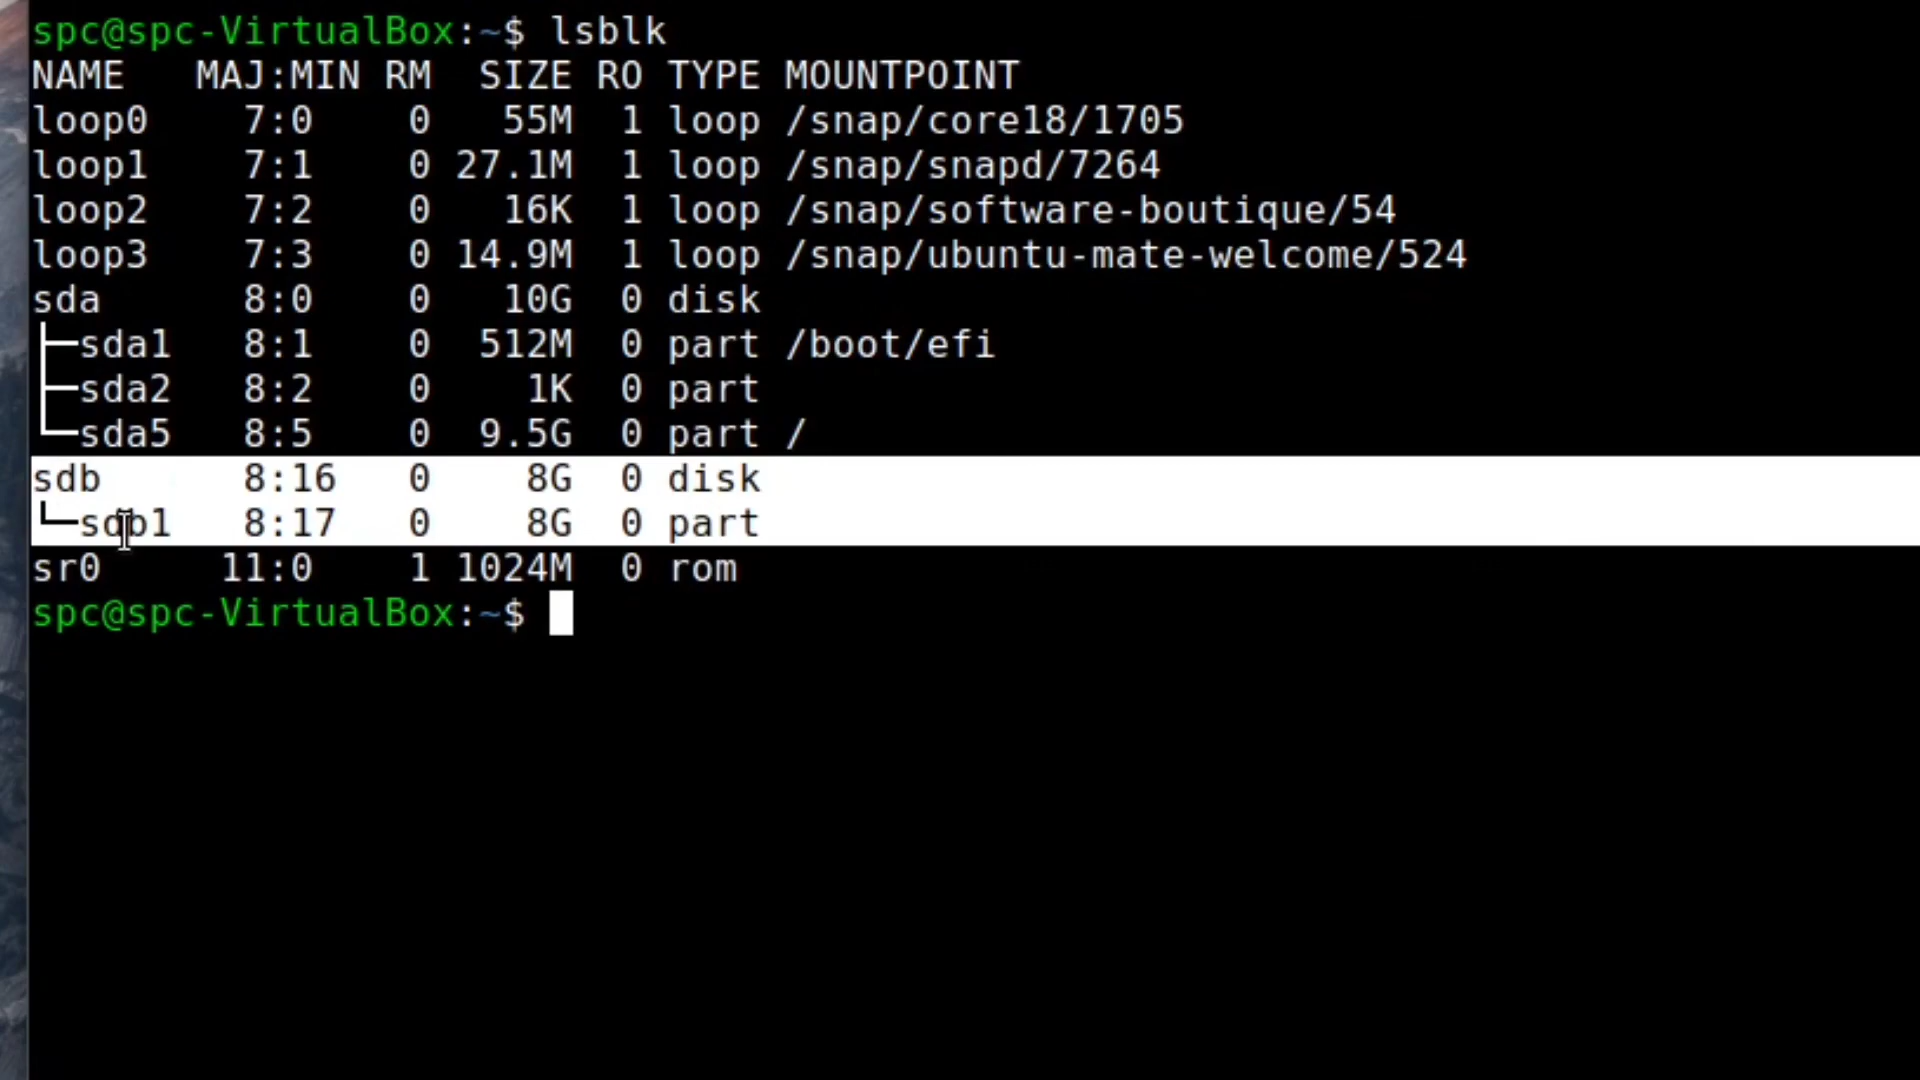 spc@spc-VirtualBox:~$ lsblk
NAME   MAJ:MIN RM  SIZE RO TYPE MOUNTPOINT
loop0    7:0    0   55M  1 loop /snap/core18/1705
loop1    7:1    0 27.1M  1 loop /snap/snapd/7264
loop2    7:2    0   16K  1 loop /snap/software-boutique/54
loop3    7:3    0 14.9M  1 loop /snap/ubuntu-mate-welcome/524
sda      8:0    0   10G  0 disk
├─sda1   8:1    0  512M  0 part /boot/efi
├─sda2   8:2    0    1K  0 part
└─sda5   8:5    0  9.5G  0 part /
sdb      8:16   0    8G  0 disk
└─sdb1   8:17   0    8G  0 part
sr0     11:0    1 1024M  0 rom
spc@spc-VirtualBox:~$